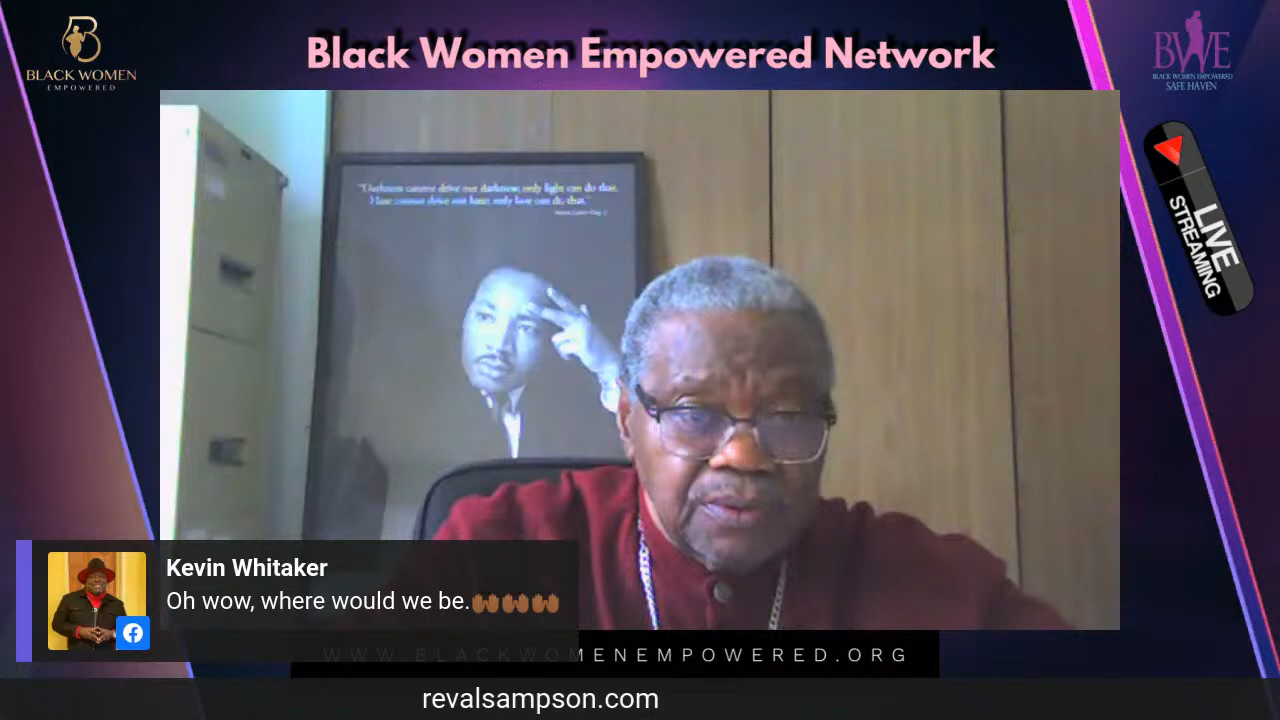 BLACK WOMEN
EMPOWERED
Black Women Empowered Network
BWE
BLACK WOMEN EMPOWERED
SAFE HAVEN
LIVE
STREAMING
"Darkness cannot drive out darkness; only light can do that.
Hate cannot drive out hate; only love can do that."
Kevin Whitaker
Oh wow, where would we be.🙌🏾🙌🏾🙌🏾
WWW.BLACKWOMENEMPOWERED.ORG
revalsampson.com